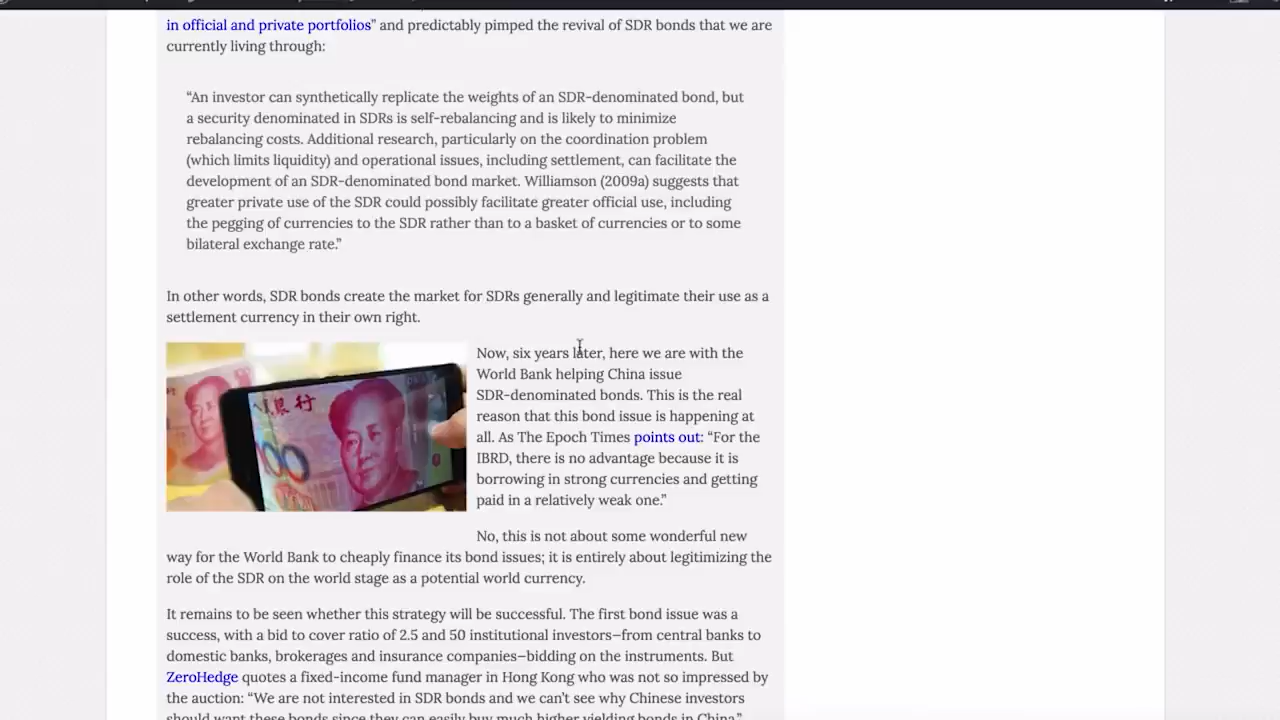 in official and private portfolios” and predictably pimped the revival of SDR bonds that we are
currently living through:
“An investor can synthetically replicate the weights of an SDR-denominated bond, but
a security denominated in SDRs is self-rebalancing and is likely to minimize
rebalancing costs. Additional research, particularly on the coordination problem
(which limits liquidity) and operational issues, including settlement, can facilitate the
development of an SDR-denominated bond market. Williamson (2009a) suggests that
greater private use of the SDR could possibly facilitate greater official use, including
the pegging of currencies to the SDR rather than to a basket of currencies or to some
bilateral exchange rate.”
In other words, SDR bonds create the market for SDRs generally and legitimate their use as a
settlement currency in their own right.
Now, six years later, here we are with the
World Bank helping China issue
SDR-denominated bonds. This is the real
reason that this bond issue is happening at
all. As The Epoch Times points out: “For the
IBRD, there is no advantage because it is
borrowing in strong currencies and getting
paid in a relatively weak one.”
No, this is not about some wonderful new
way for the World Bank to cheaply finance its bond issues; it is entirely about legitimizing the
role of the SDR on the world stage as a potential world currency.
It remains to be seen whether this strategy will be successful. The first bond issue was a
success, with a bid to cover ratio of 2.5 and 50 institutional investors—from central banks to
domestic banks, brokerages and insurance companies—bidding on the instruments. But
ZeroHedge quotes a fixed-income fund manager in Hong Kong who was not so impressed by
the auction: “We are not interested in SDR bonds and we can’t see why Chinese investors
should want these bonds since they can easily buy much higher yielding bonds in China.”